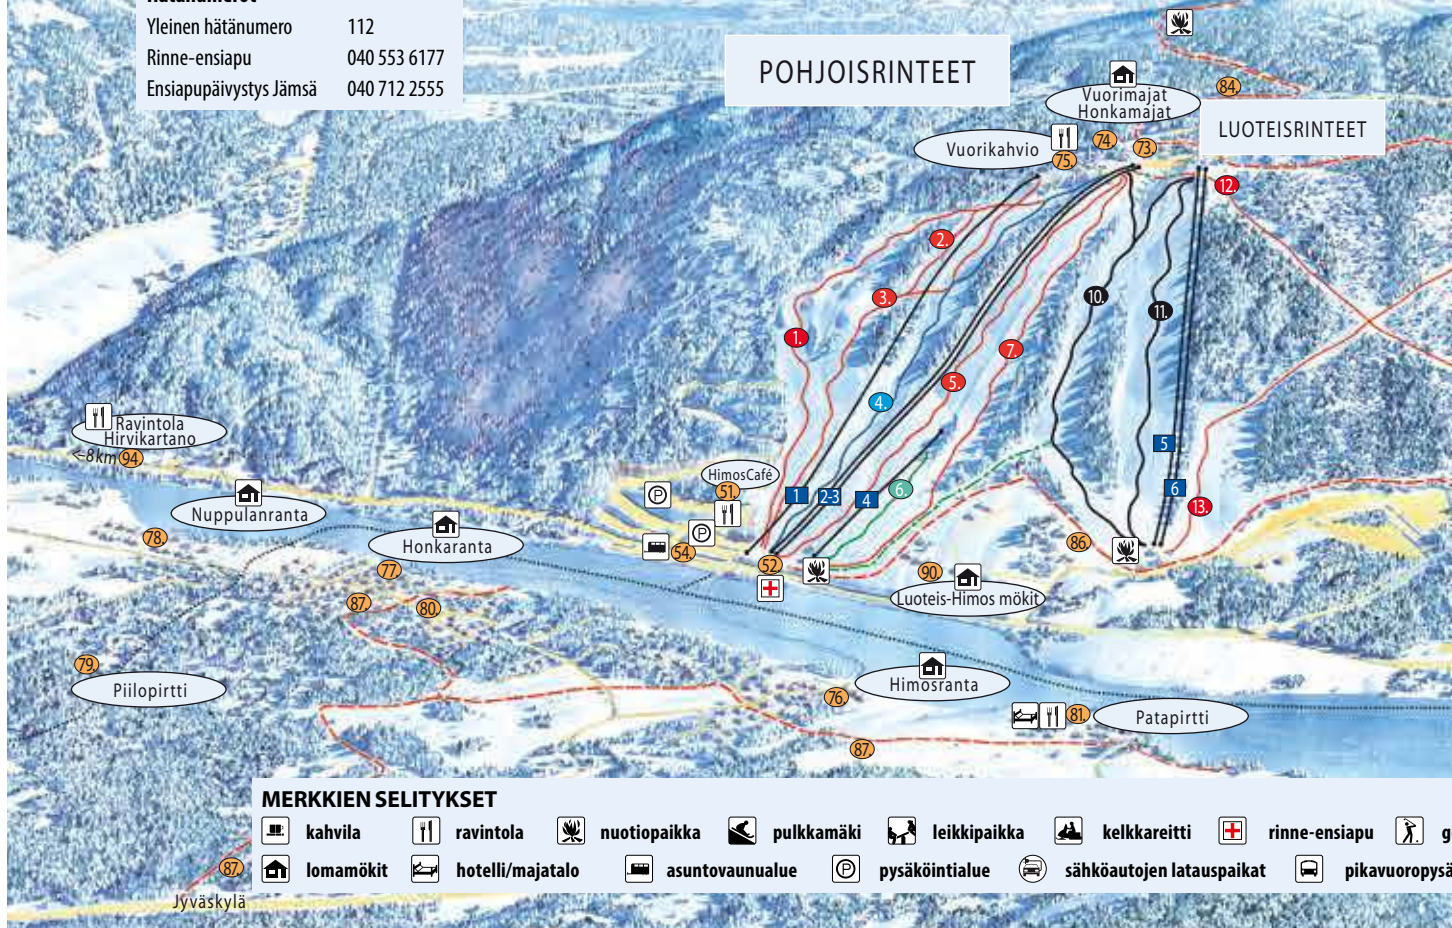 Hätänumerot
Yleinen hätänumero 112
Rinne-ensiapu 040 553 6177
Ensiapupäivystys Jämsä 040 712 2555
POHJOISRINTEET
Vuorimajat
Honkamajat
84.
LUOTEISRINTEET
Vuorikahvio
75.
74.
73.
12.
2.
3.
1.
10.
11.
7.
5.
4.
Ravintola
Hirvikartano
←8km 94
5
6
13.
HimosCafé
51.
1
2-3
4
6.
Nuppulanranta
78.
Honkaranta
77.
54.
52.
86.
90.
Luoteis-Himos mökit
87.
80.
79.
Piilopirtti
Himosranta
76.
81.
Patapirtti
87.
MERKKIEN SELITYKSET
kahvila ravintola nuotiopaikka pulkkamäki leikkipaikka kelkkareitti rinne-ensiapu g
87. lomamökit hotelli/majatalo asuntovaunualue P pysäköintialue sähköautojen latauspaikat pikavuoropysä
Jyväskylä
P
P